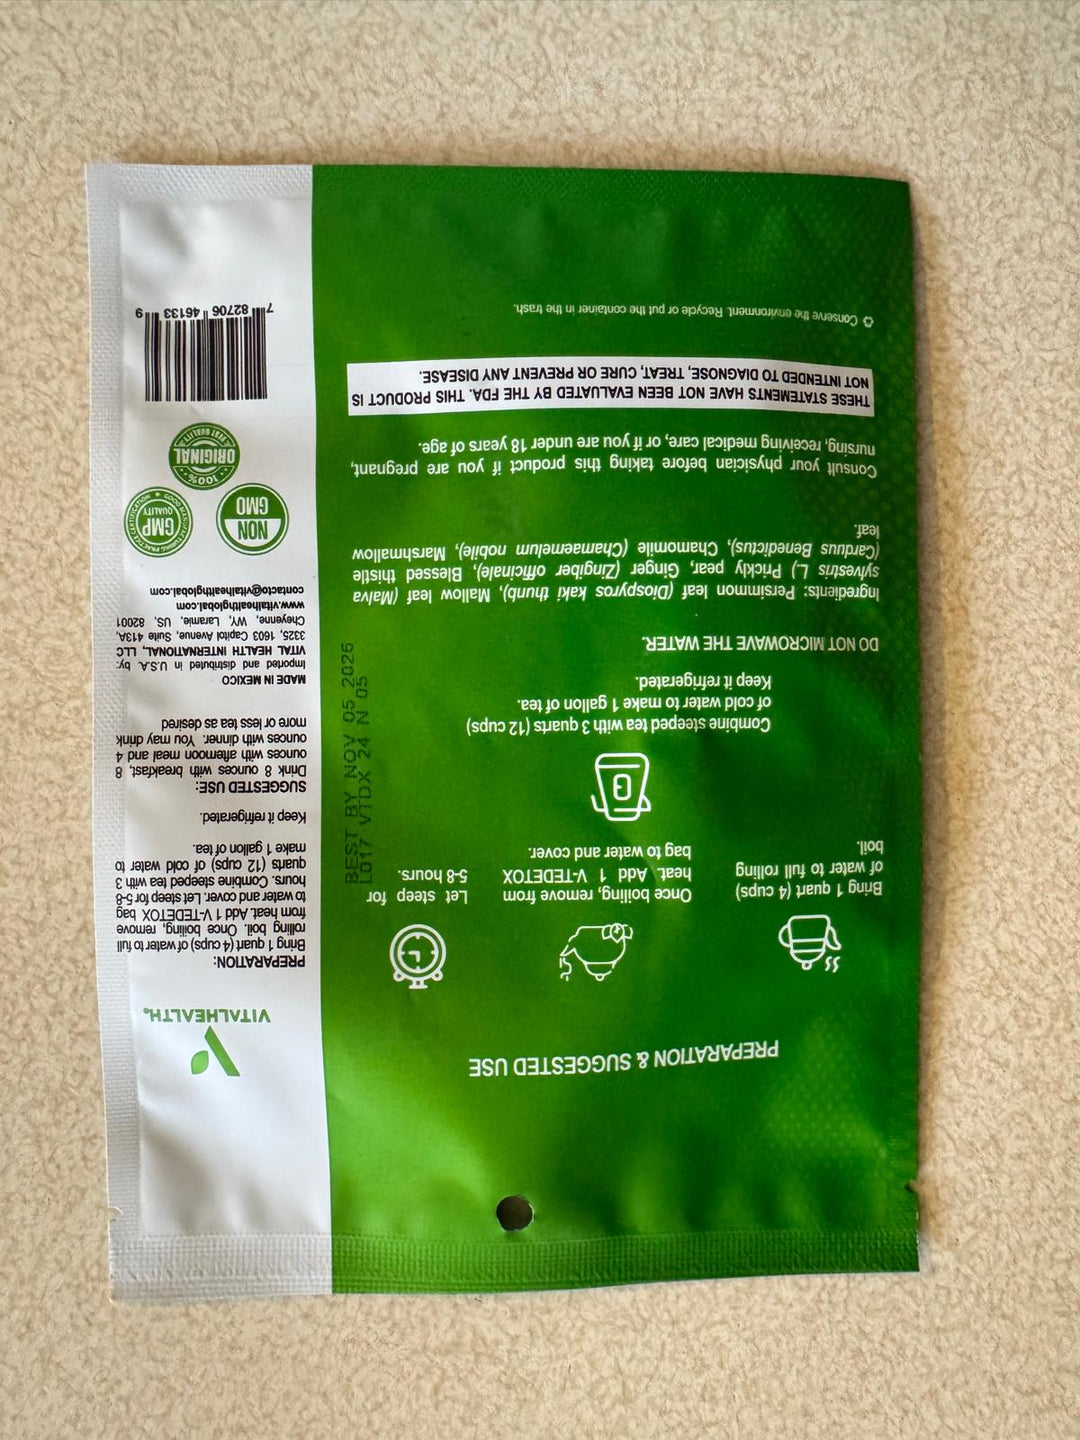 PREPARATION & SUGGESTED USE
Bring 1 quart (4 cups)
of water to full rolling
boil.
Once boiling, remove from
heat. Add 1 V-TEDETOX
bag to water and cover.
Let steep for
5-8 hours.
Combine steeped tea with 3 quarts (12 cups)
of cold of water to make 1 gallon of tea.
Keep it refrigerated.
DO NOT MICROWAVE THE WATER.
Ingredients: Persimmon leaf (Diospyros kaki thunb), Mallow leaf (Malva
sylvestris L.) Prickly pear, Ginger (Zingiber officinale), Blessed thistle
(Carduus Benedictus), Chamomile (Chamaemelum nobile), Marshmallow
leaf.
Consult your physician before taking this product if you are pregnant,
nursing, receiving medical care, or if you are under 18 years of age.
THESE STATEMENTS HAVE NOT BEEN EVALUATED BY THE FDA. THIS PRODUCT IS
NOT INTENDED TO DIAGNOSE, TREAT, CURE OR PREVENT ANY DISEASE.
Conserve the environment. Recycle or put the container in the trash.
BEST BY NOV 05 2026
L017 VTDX 24 N 05
VITALHEALTH®
PREPARATION:
Bring 1 quart (4 cups) of water to full
rolling boil. Once boiling, remove
from heat. Add 1 V-TEDETOX bag
to water and cover. Let steep for 5-8
hours. Combine steeped tea with 3
quarts (12 cups) of cold of water to
make 1 gallon of tea.
Keep it refrigerated.
SUGGESTED USE:
Drink 8 ounces with breakfast, 8
ounces with afternoon meal and 4
ounces with dinner. You may drink
more or less tea as desired
MADE IN MEXICO
Imported and distributed in U.S.A. by:
VITAL HEALTH INTERNATIONAL, LLC
3325, 1603 Capitol Avenue, Suite 413A,
Cheyenne, WY, Laramie, US, 82001
www.vitalhealthglobal.com
contacto@vitalhealthglobal.com
NON
GMO
GOOD MANUFACTURING PRACTICE CERTIFICATION
GMP
QUALITY
100%
ORIGINAL
BEST QUALITY
7 82706 46133 9